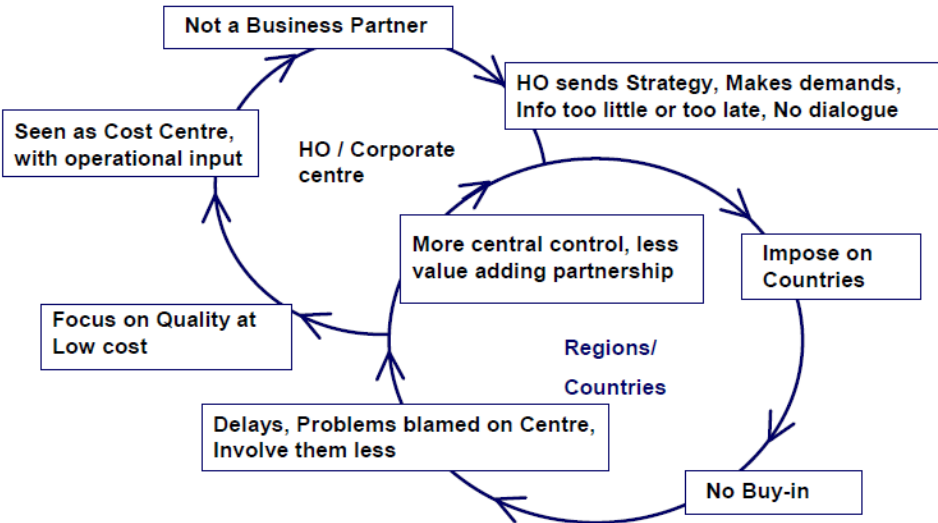 Not a Business Partner
HO sends Strategy, Makes demands,
Info too little or too late, No dialogue
Seen as Cost Centre,
with operational input
HO / Corporate
centre
More central control, less
value adding partnership
Impose on
Countries
Focus on Quality at
Low cost
Regions/
Countries
Delays, Problems blamed on Centre,
Involve them less
No Buy-in